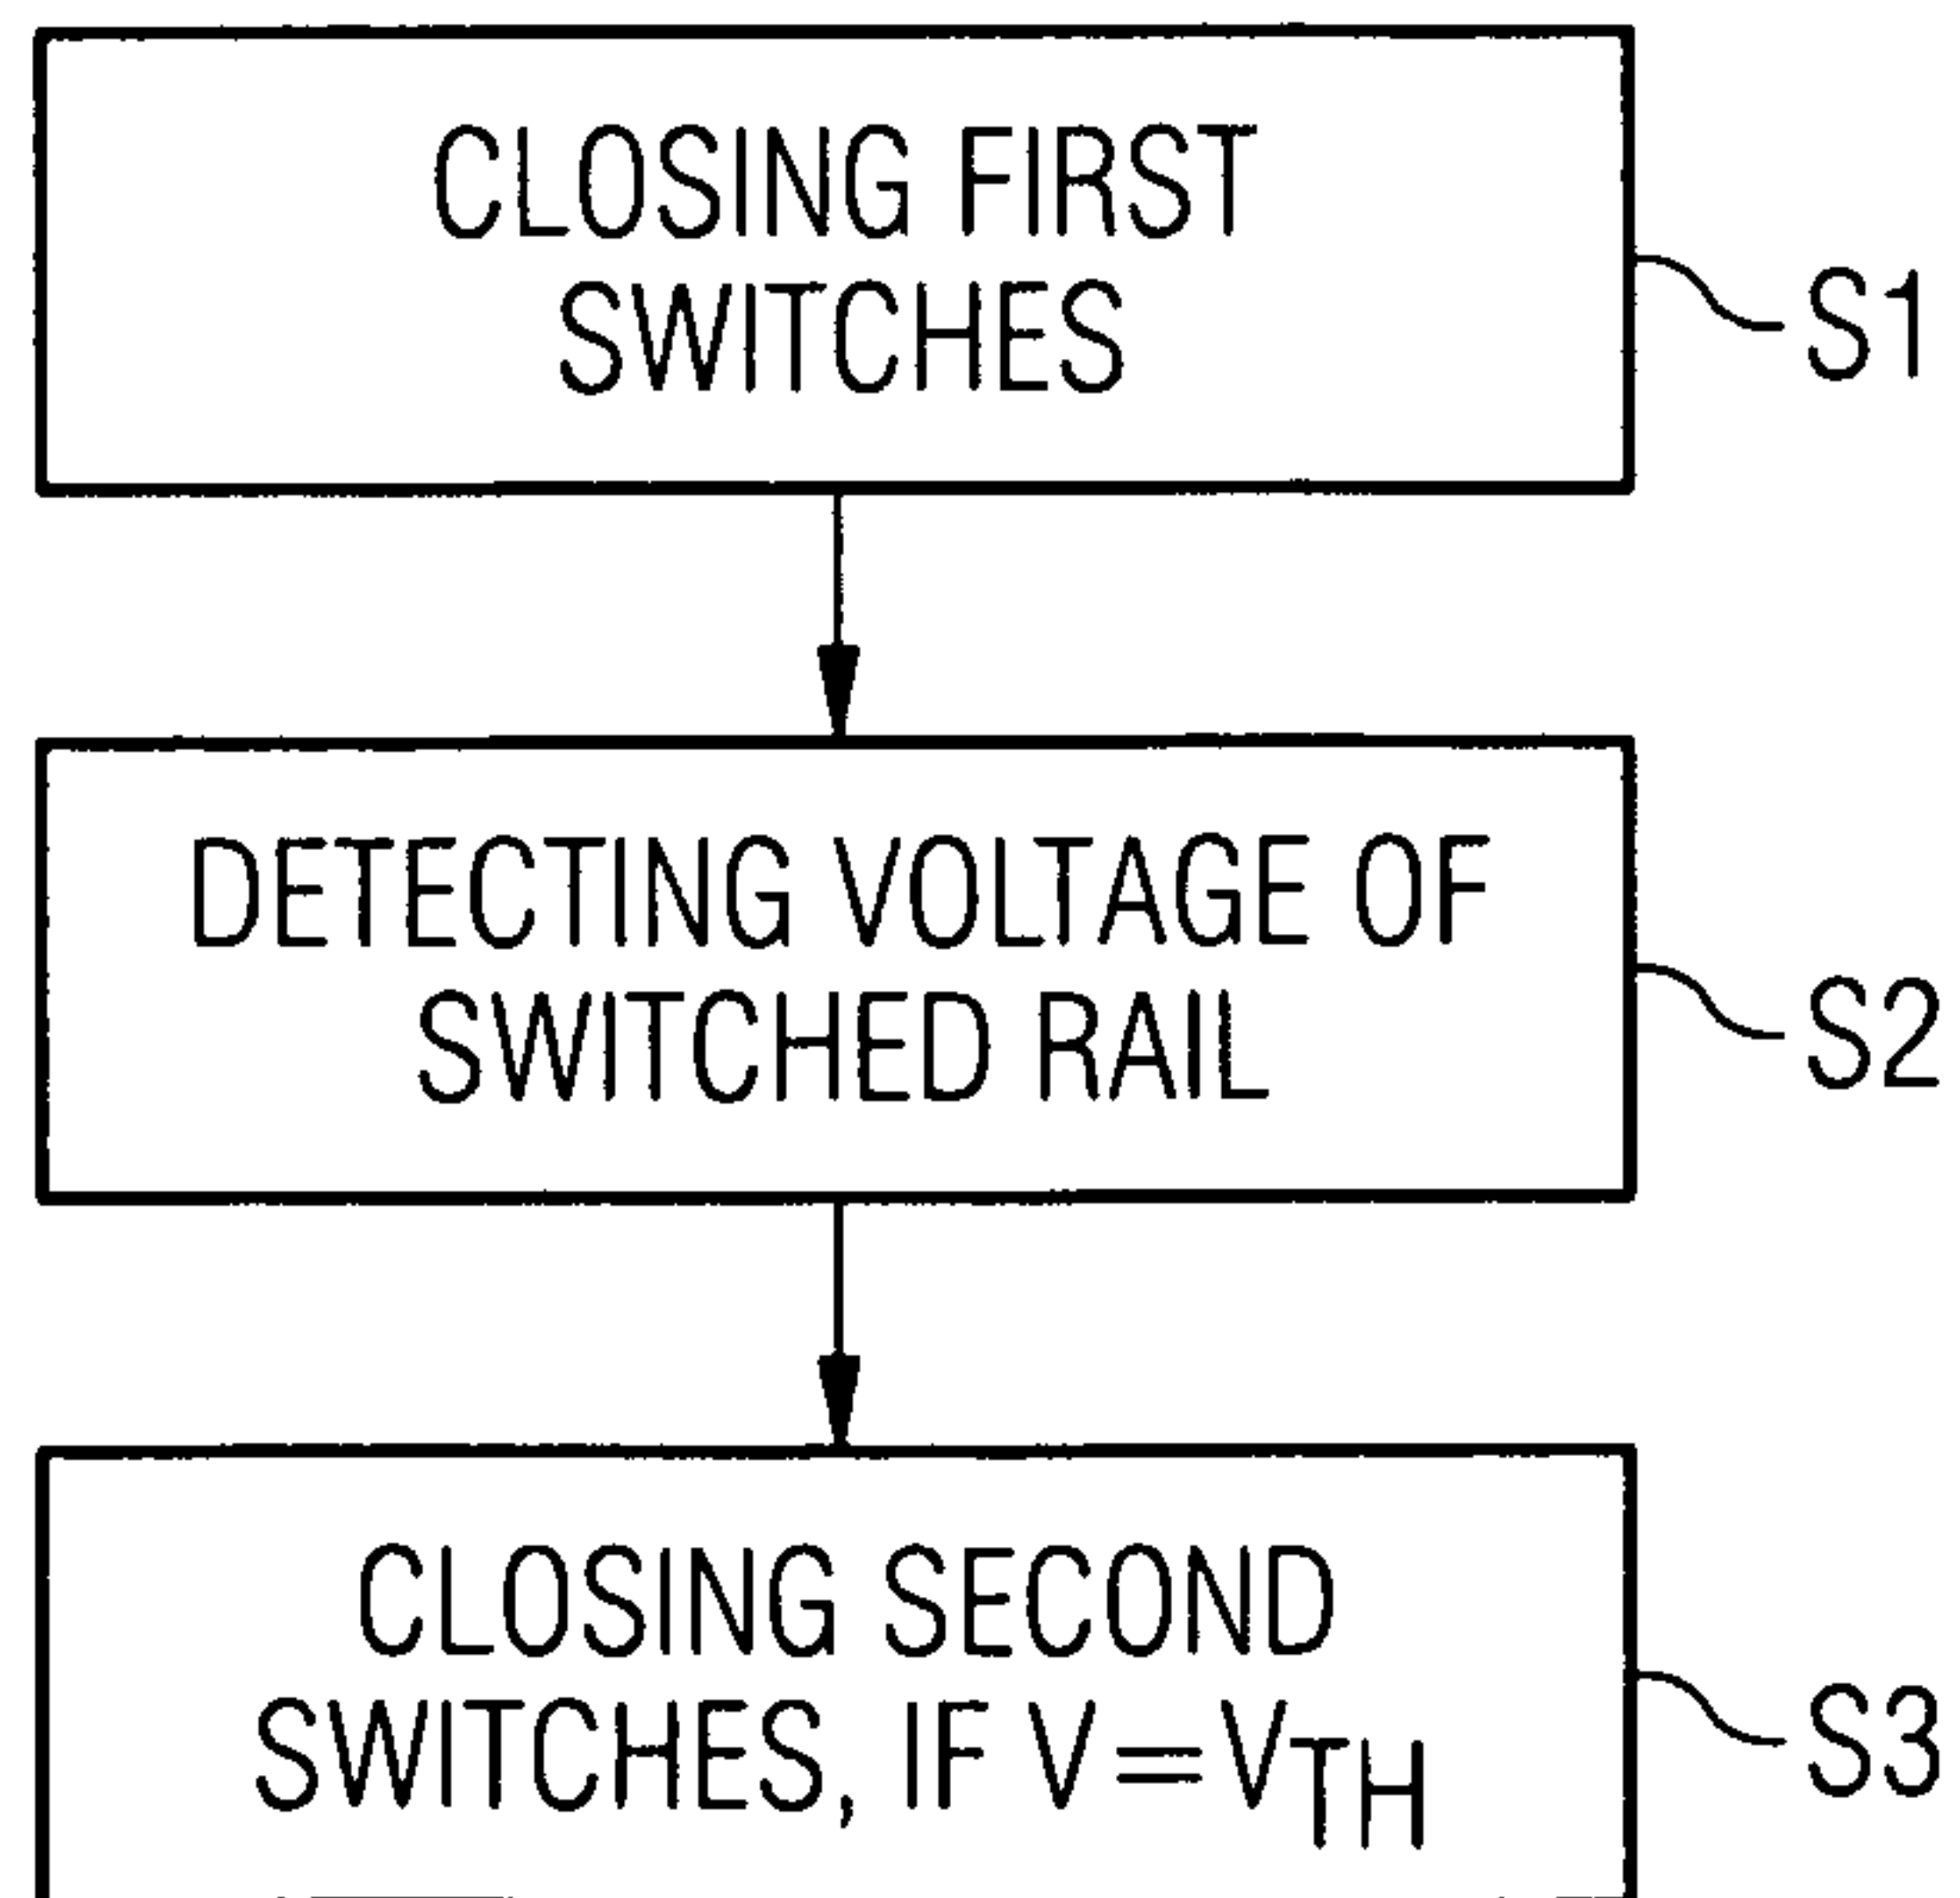 CLOSING FIRST
SWITCHES
S1
DETECTING VOLTAGE OF
SWITCHED RAIL
S2
CLOSING SECOND
SWITCHES, IF V=VTH
S3